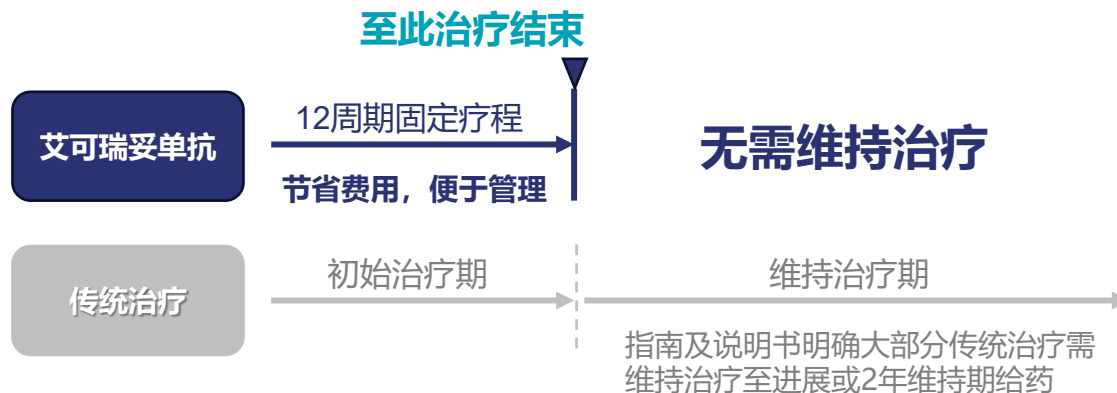 至此治疗结束
艾可瑞妥单抗
12周期固定疗程
节省费用，便于管理
无需维持治疗
传统治疗
初始治疗期
维持治疗期
指南及说明书明确大部分传统治疗需
维持治疗至进展或2年维持期给药